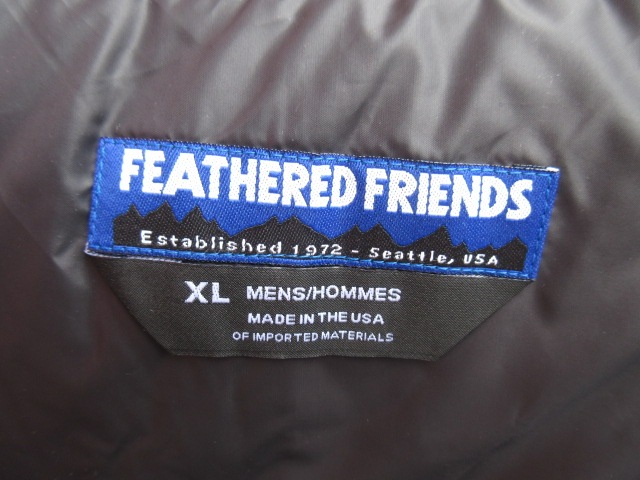 FEATHERED FRIENDS
Established 1972 - Seattle, USA
XL MENS/HOMMES
MADE IN THE USA
OF IMPORTED MATERIALS